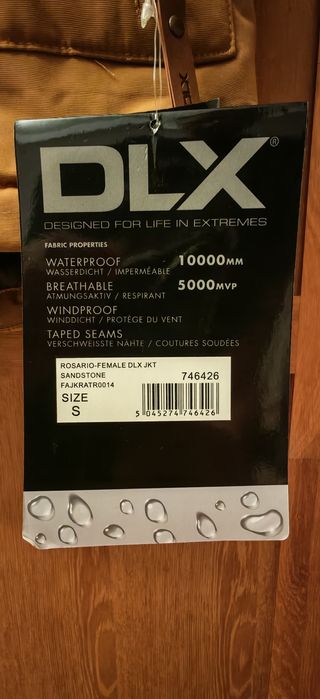 DLX®
DESIGNED FOR LIFE IN EXTREMES
FABRIC PROPERTIES
WATERPROOF 10000MM
WASSERDICHT / IMPERMÉABLE
BREATHABLE 5000MVP
ATMUNGSAKTIV / RESPIRANT
WINDPROOF
WINDDICHT / PROTÈGE DU VENT
TAPED SEAMS
VERSCHWEISSTE NÄHTE / COUTURES SOUDÉES
ROSARIO-FEMALE DLX JKT
SANDSTONE 746426
FAJKRATR0014
SIZE
S
5 045274 746426